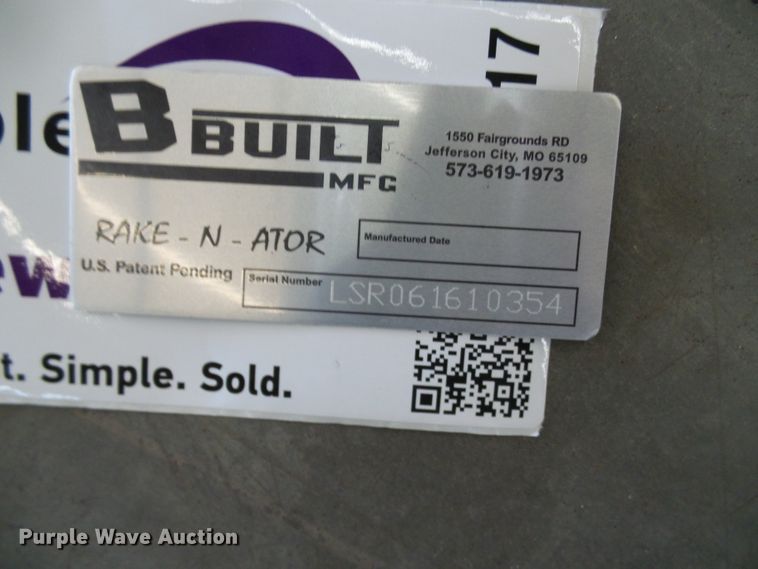 17
B BUILT
MFG
1550 Fairgrounds RD
Jefferson City, MO 65109
573-619-1973
RAKE - N - ATOR
Manufactured Date
U.S. Patent Pending
Serial Number
LSR061610354
Simple. Sold.
Purple Wave Auction